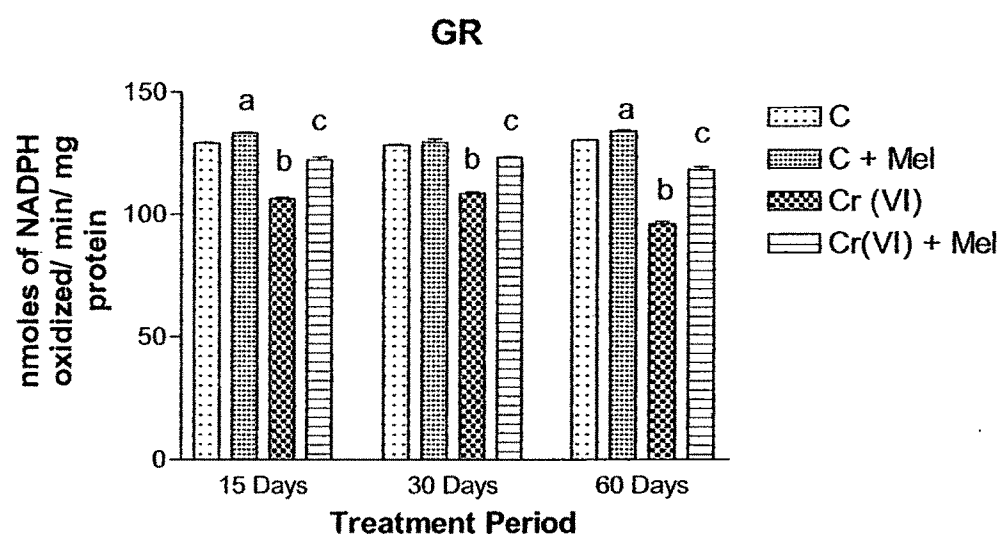 GR
nmoles of NADPH
oxidized/ min/ mg
protein
150
100
50
0
a
b
c
b
c
a
b
c
15 Days
30 Days
60 Days
Treatment Period
C
C + Mel
Cr (VI)
Cr(VI) + Mel